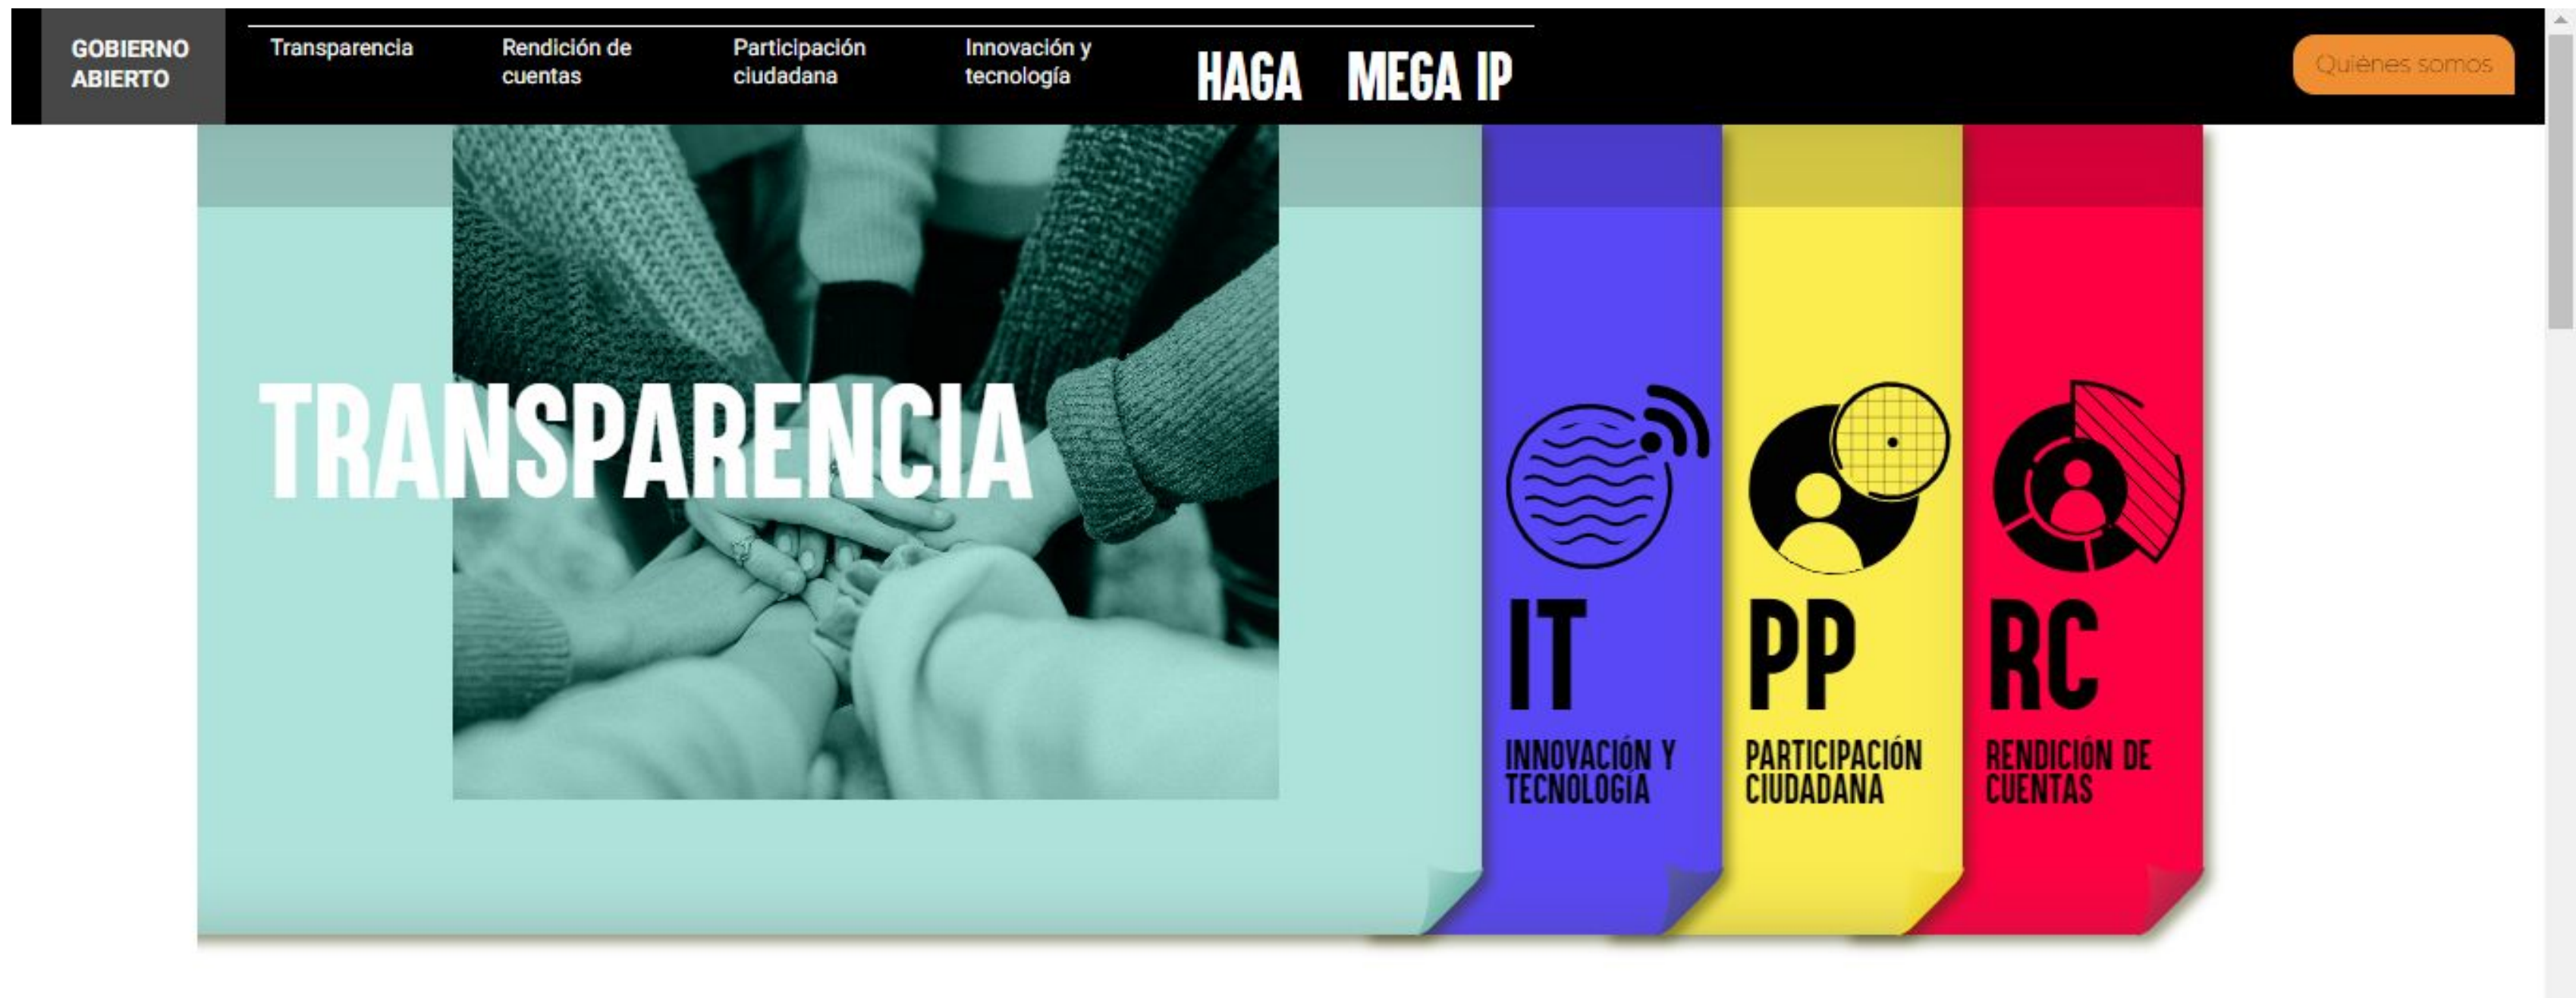 GOBIERNO
ABIERTO
Transparencia
Rendición de
cuentas
Participación
ciudadana
Innovación y
tecnología
HAGA
MEGA IP
Quiénes somos
TRANSPARENCIA
IT
INNOVACIÓN Y
TECNOLOGÍA
PP
PARTICIPACIÓN
CIUDADANA
RC
RENDICIÓN DE
CUENTAS